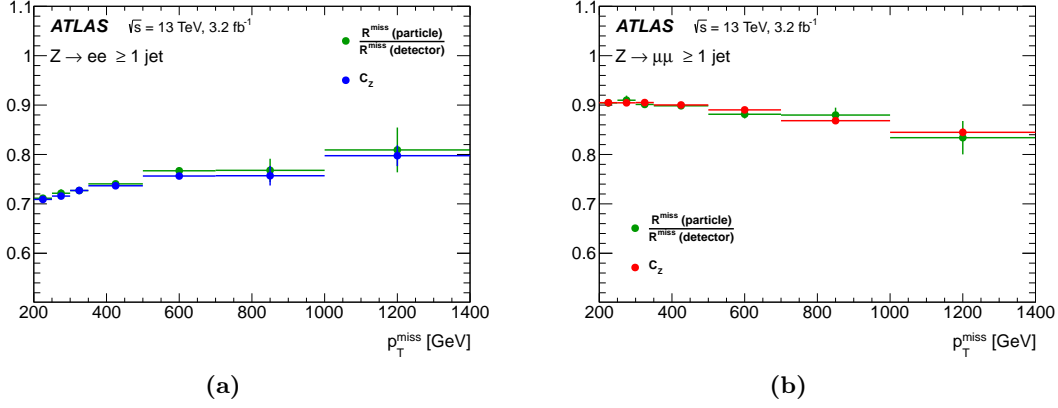 ATLAS √s = 13 TeV, 3.2 fb⁻¹
Z → ee ≥ 1 jet
R^miss (particle)
R^miss (detector)
C_Z
1.1
1
0.9
0.8
0.7
0.6
200 400 600 800 1000 1200 1400
p_T^miss [GeV]
(a)
ATLAS √s = 13 TeV, 3.2 fb⁻¹
Z → μμ ≥ 1 jet
R^miss (particle)
R^miss (detector)
C_Z
1.1
1
0.9
0.8
0.7
0.6
200 400 600 800 1000 1200 1400
p_T^miss [GeV]
(b)